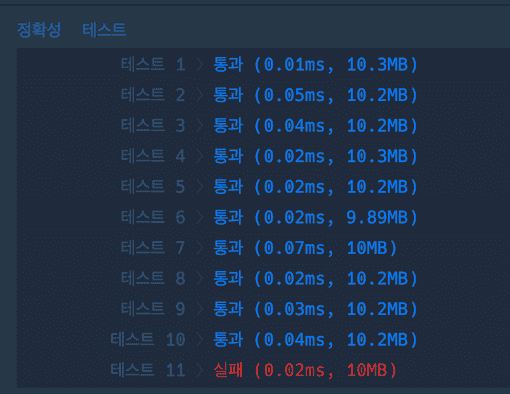 정확성 테스트
테스트 1 〉 통과 (0.01ms, 10.3MB)
테스트 2 〉 통과 (0.05ms, 10.2MB)
테스트 3 〉 통과 (0.04ms, 10.2MB)
테스트 4 〉 통과 (0.02ms, 10.3MB)
테스트 5 〉 통과 (0.02ms, 10.2MB)
테스트 6 〉 통과 (0.02ms, 9.89MB)
테스트 7 〉 통과 (0.07ms, 10MB)
테스트 8 〉 통과 (0.02ms, 10.2MB)
테스트 9 〉 통과 (0.03ms, 10.2MB)
테스트 10 〉 통과 (0.04ms, 10.2MB)
테스트 11 〉 실패 (0.02ms, 10MB)